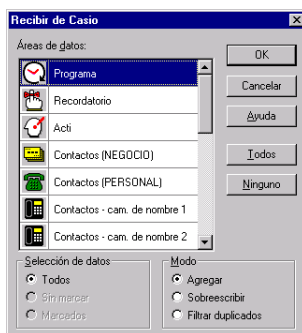 Recibir de Casio
Áreas de datos:
Programa
Recordatorio
Acti
Contactos (NEGOCIO)
Contactos (PERSONAL)
Contactos - cam. de nombre 1
Contactos - cam. de nombre 2
OK
Cancelar
Ayuda
Todos
Ninguno
Selección de datos
Todos
Sin marcar
Marcados
Modo
Agregar
Sobreescribir
Filtrar duplicados